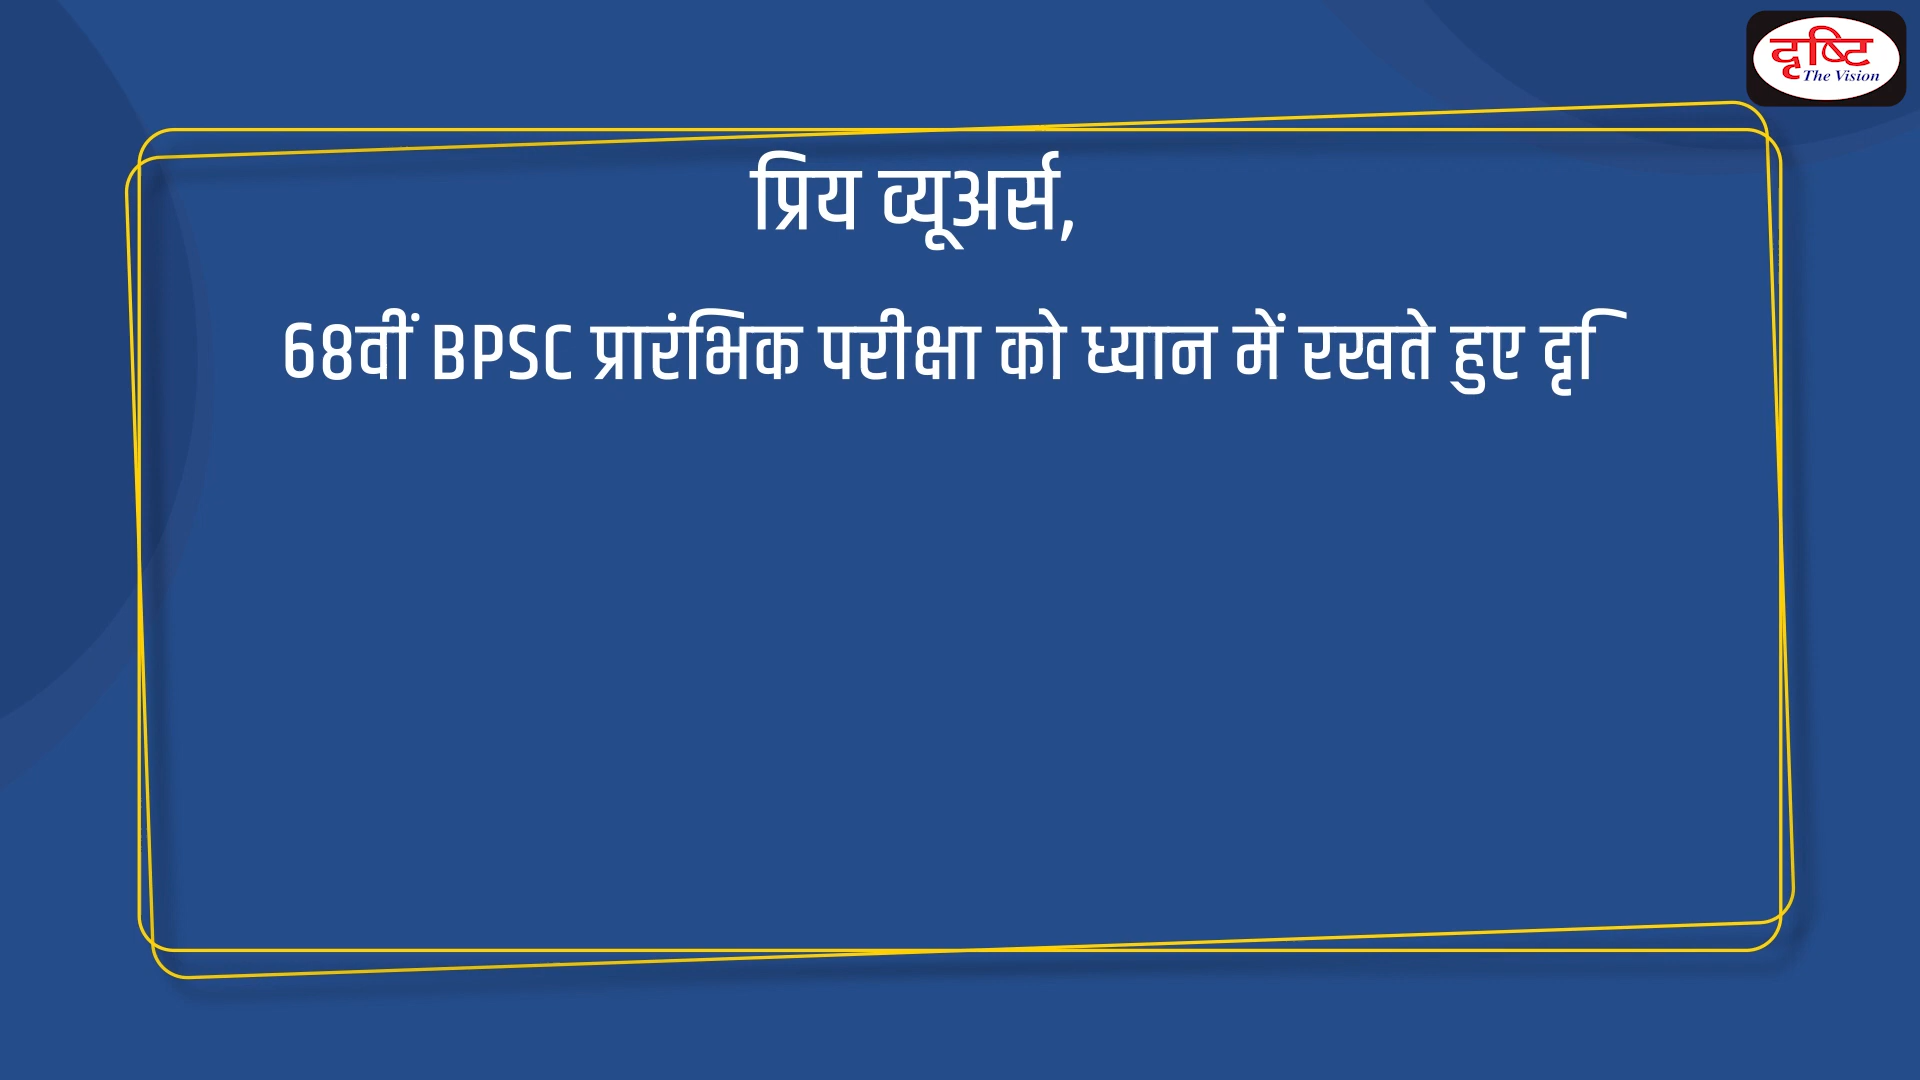 दृष्टि
The Vision
प्रिय व्यूअर्स,
68वीं BPSC प्रारंभिक परीक्षा को ध्यान में रखते हुए दृि